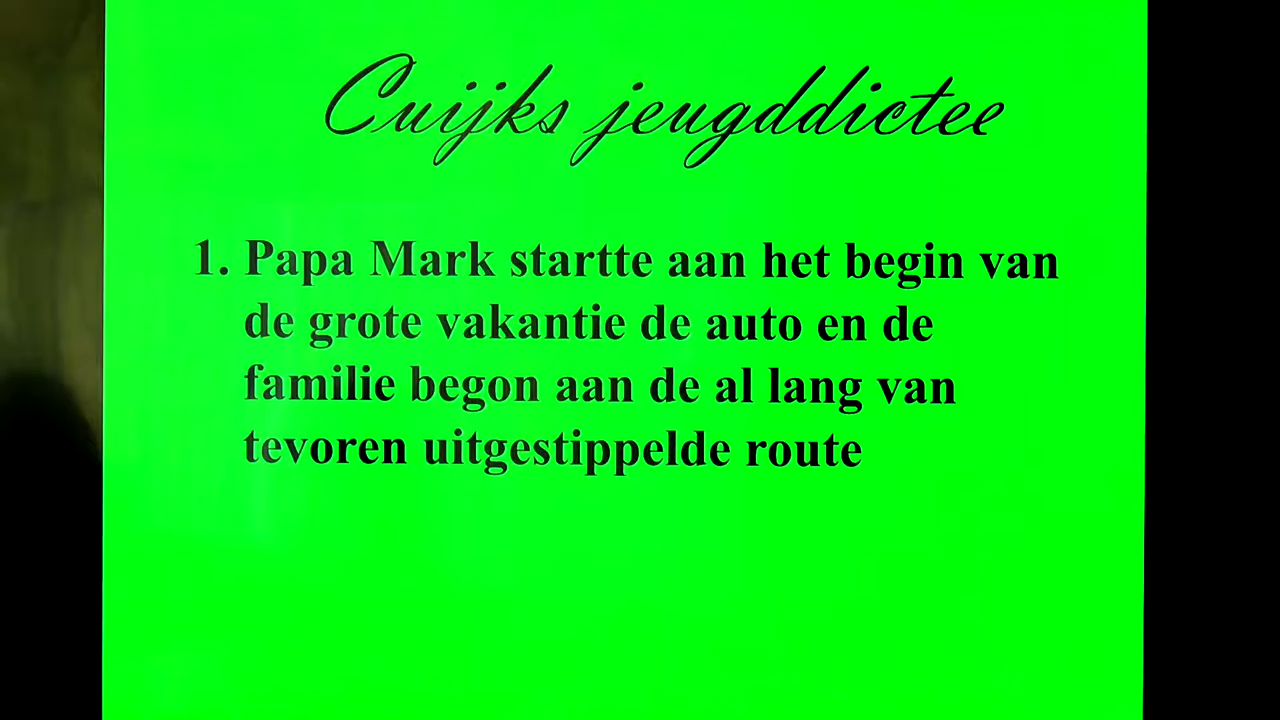 Cuijks jeugddictee
1. Papa Mark startte aan het begin van
de grote vakantie de auto en de
familie begon aan de al lang van
tevoren uitgestippelde route